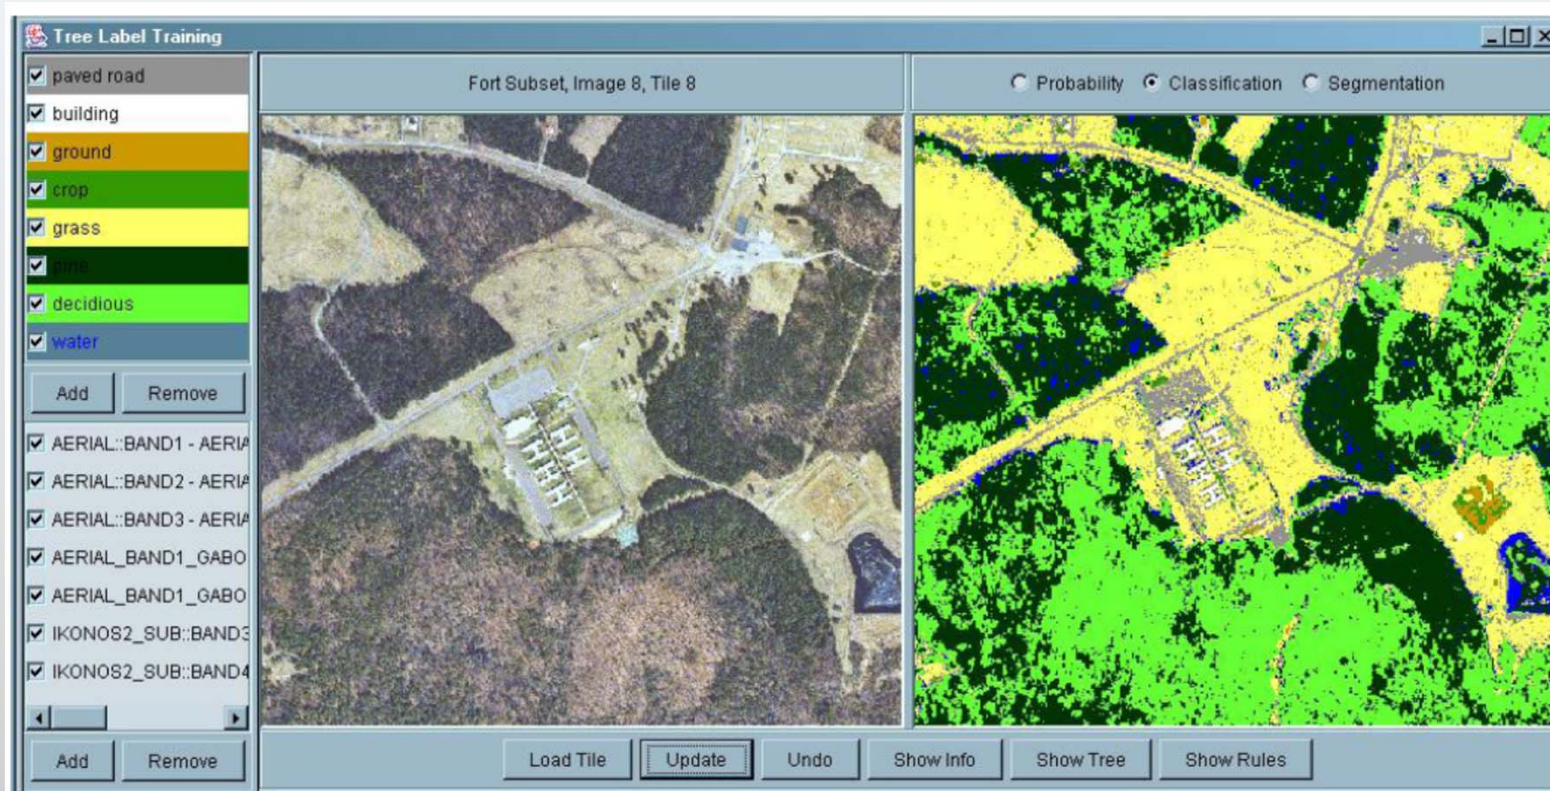 Tree Label Training
paved road
building
ground
crop
grass
pine
decidious
water
Add Remove
AERIAL::BAND1 - AERIA
AERIAL::BAND2 - AERIA
AERIAL::BAND3 - AERIA
AERIAL_BAND1_GABO
AERIAL_BAND1_GABO
IKONOS2_SUB::BAND3
IKONOS2_SUB::BAND4
Add Remove
Fort Subset, Image 8, Tile 8
Probability Classification Segmentation
Load Tile Update Undo Show Info Show Tree Show Rules